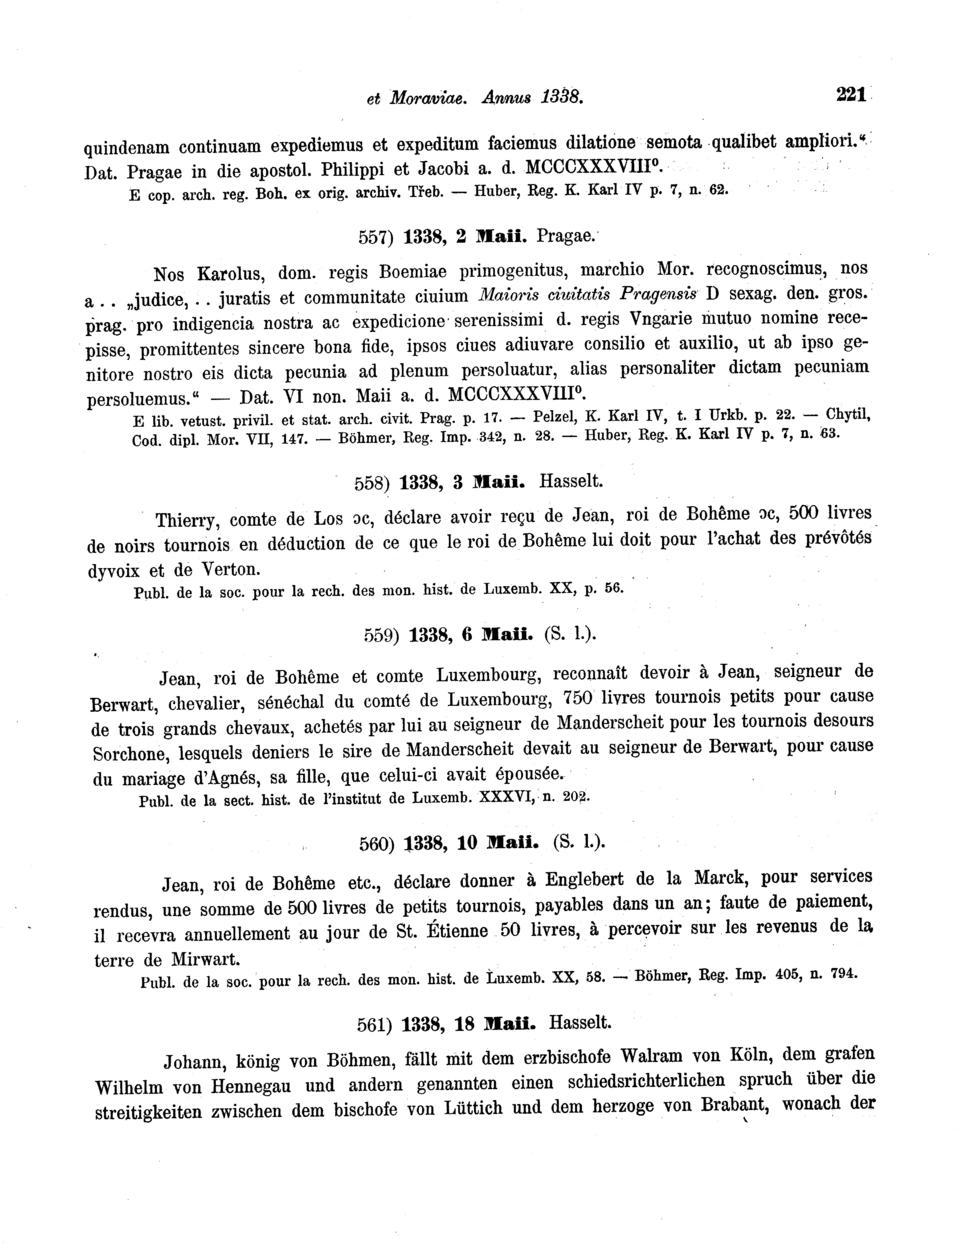 et Moraviae. Annus 1338. 221
quindenam continuam expediemus et expeditum faciemus dilatione semota qualibet ampliori.“
Dat. Pragae in die apostol. Philippi et Jacobi a. d. MCCCXXXVIII⁰.
E cop. arch. reg. Boh. ex orig. archiv. Třeb. — Huber, Reg. K. Karl IV p. 7, n. 62.
557) 1338, 2 Maii. Pragae.
Nos Karolus, dom. regis Boemiae primogenitus, marchio Mor. recognoscimus, nos
a . . „judice, . . juratis et communitate ciuium Maioris ciuitatis Pragensis D sexag. den. gros.
prag. pro indigencia nostra ac expedicione serenissimi d. regis Vngarie mutuo nomine rece-
pisse, promittentes sincere bona fide, ipsos ciues adiuvare consilio et auxilio, ut ab ipso ge-
nitore nostro eis dicta pecunia ad plenum persoluatur, alias personaliter dictam pecuniam
persoluemus.“ — Dat. VI non. Maii a. d. MCCCXXXVIII⁰.
E lib. vetust. privil. et stat. arch. civit. Prag. p. 17. — Pelzel, K. Karl IV, t. I Urkb. p. 22. — Chytil,
Cod. dipl. Mor. VII, 147. — Böhmer, Reg. Imp. 342, n. 28. — Huber, Reg. K. Karl IV p. 7, n. 63.
558) 1338, 3 Maii. Hasselt.
Thierry, comte de Los ɔc, déclare avoir reçu de Jean, roi de Bohême ɔc, 500 livres
de noirs tournois en déduction de ce que le roi de Bohême lui doit pour l’achat des prévôtés
dyvoix et de Verton.
Publ. de la soc. pour la rech. des mon. hist. de Luxemb. XX, p. 56.
559) 1338, 6 Maii. (S. l.).
Jean, roi de Bohême et comte Luxembourg, reconnaît devoir à Jean, seigneur de
Berwart, chevalier, sénéchal du comté de Luxembourg, 750 livres tournois petits pour cause
de trois grands chevaux, achetés par lui au seigneur de Manderscheit pour les tournois desours
Sorchone, lesquels deniers le sire de Manderscheit devait au seigneur de Berwart, pour cause
du mariage d’Agnés, sa fille, que celui-ci avait épousée.
Publ. de la sect. hist. de l’institut de Luxemb. XXXVI, n. 202.
560) 1338, 10 Maii. (S. l.).
Jean, roi de Bohême etc., déclare donner à Englebert de la Marck, pour services
rendus, une somme de 500 livres de petits tournois, payables dans un an; faute de paiement,
il recevra annuellement au jour de St. Étienne 50 livres, à percevoir sur les revenus de la
terre de Mirwart.
Publ. de la soc. pour la rech. des mon. hist. de Luxemb. XX, 58. — Böhmer, Reg. Imp. 405, n. 794.
561) 1338, 18 Maii. Hasselt.
Johann, könig von Böhmen, fällt mit dem erzbischofe Walram von Köln, dem grafen
Wilhelm von Hennegau und andern genannten einen schiedsrichterlichen spruch über die
streitigkeiten zwischen dem bischofe von Lüttich und dem herzoge von Brabant, wonach der